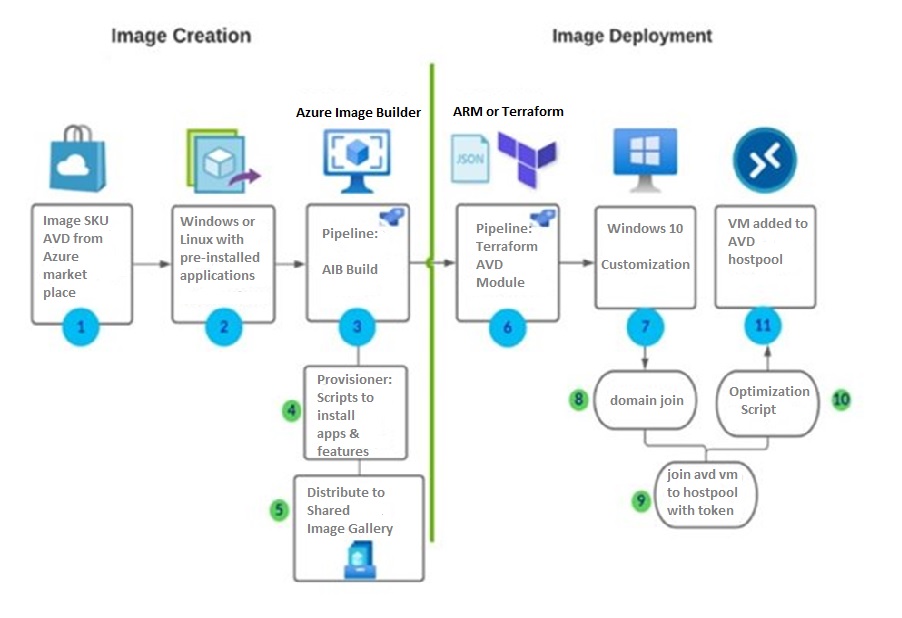 Image Creation
Image Deployment
Azure Image Builder
ARM or Terraform
JSON
Image SKU
AVD from
Azure
market
place
1
Windows or
Linux with
pre-installed
applications
2
Pipeline:
AIB Build
3
4
Provisioner:
Scripts to
install
apps &
features
5
Distribute to
Shared
Image Gallery
Pipeline:
Terraform
AVD
Module
6
Windows 10
Customization
7
8
domain join
9
join avd vm
to hostpool
with token
Optimization
Script
10
VM added to
AVD
hostpool
11